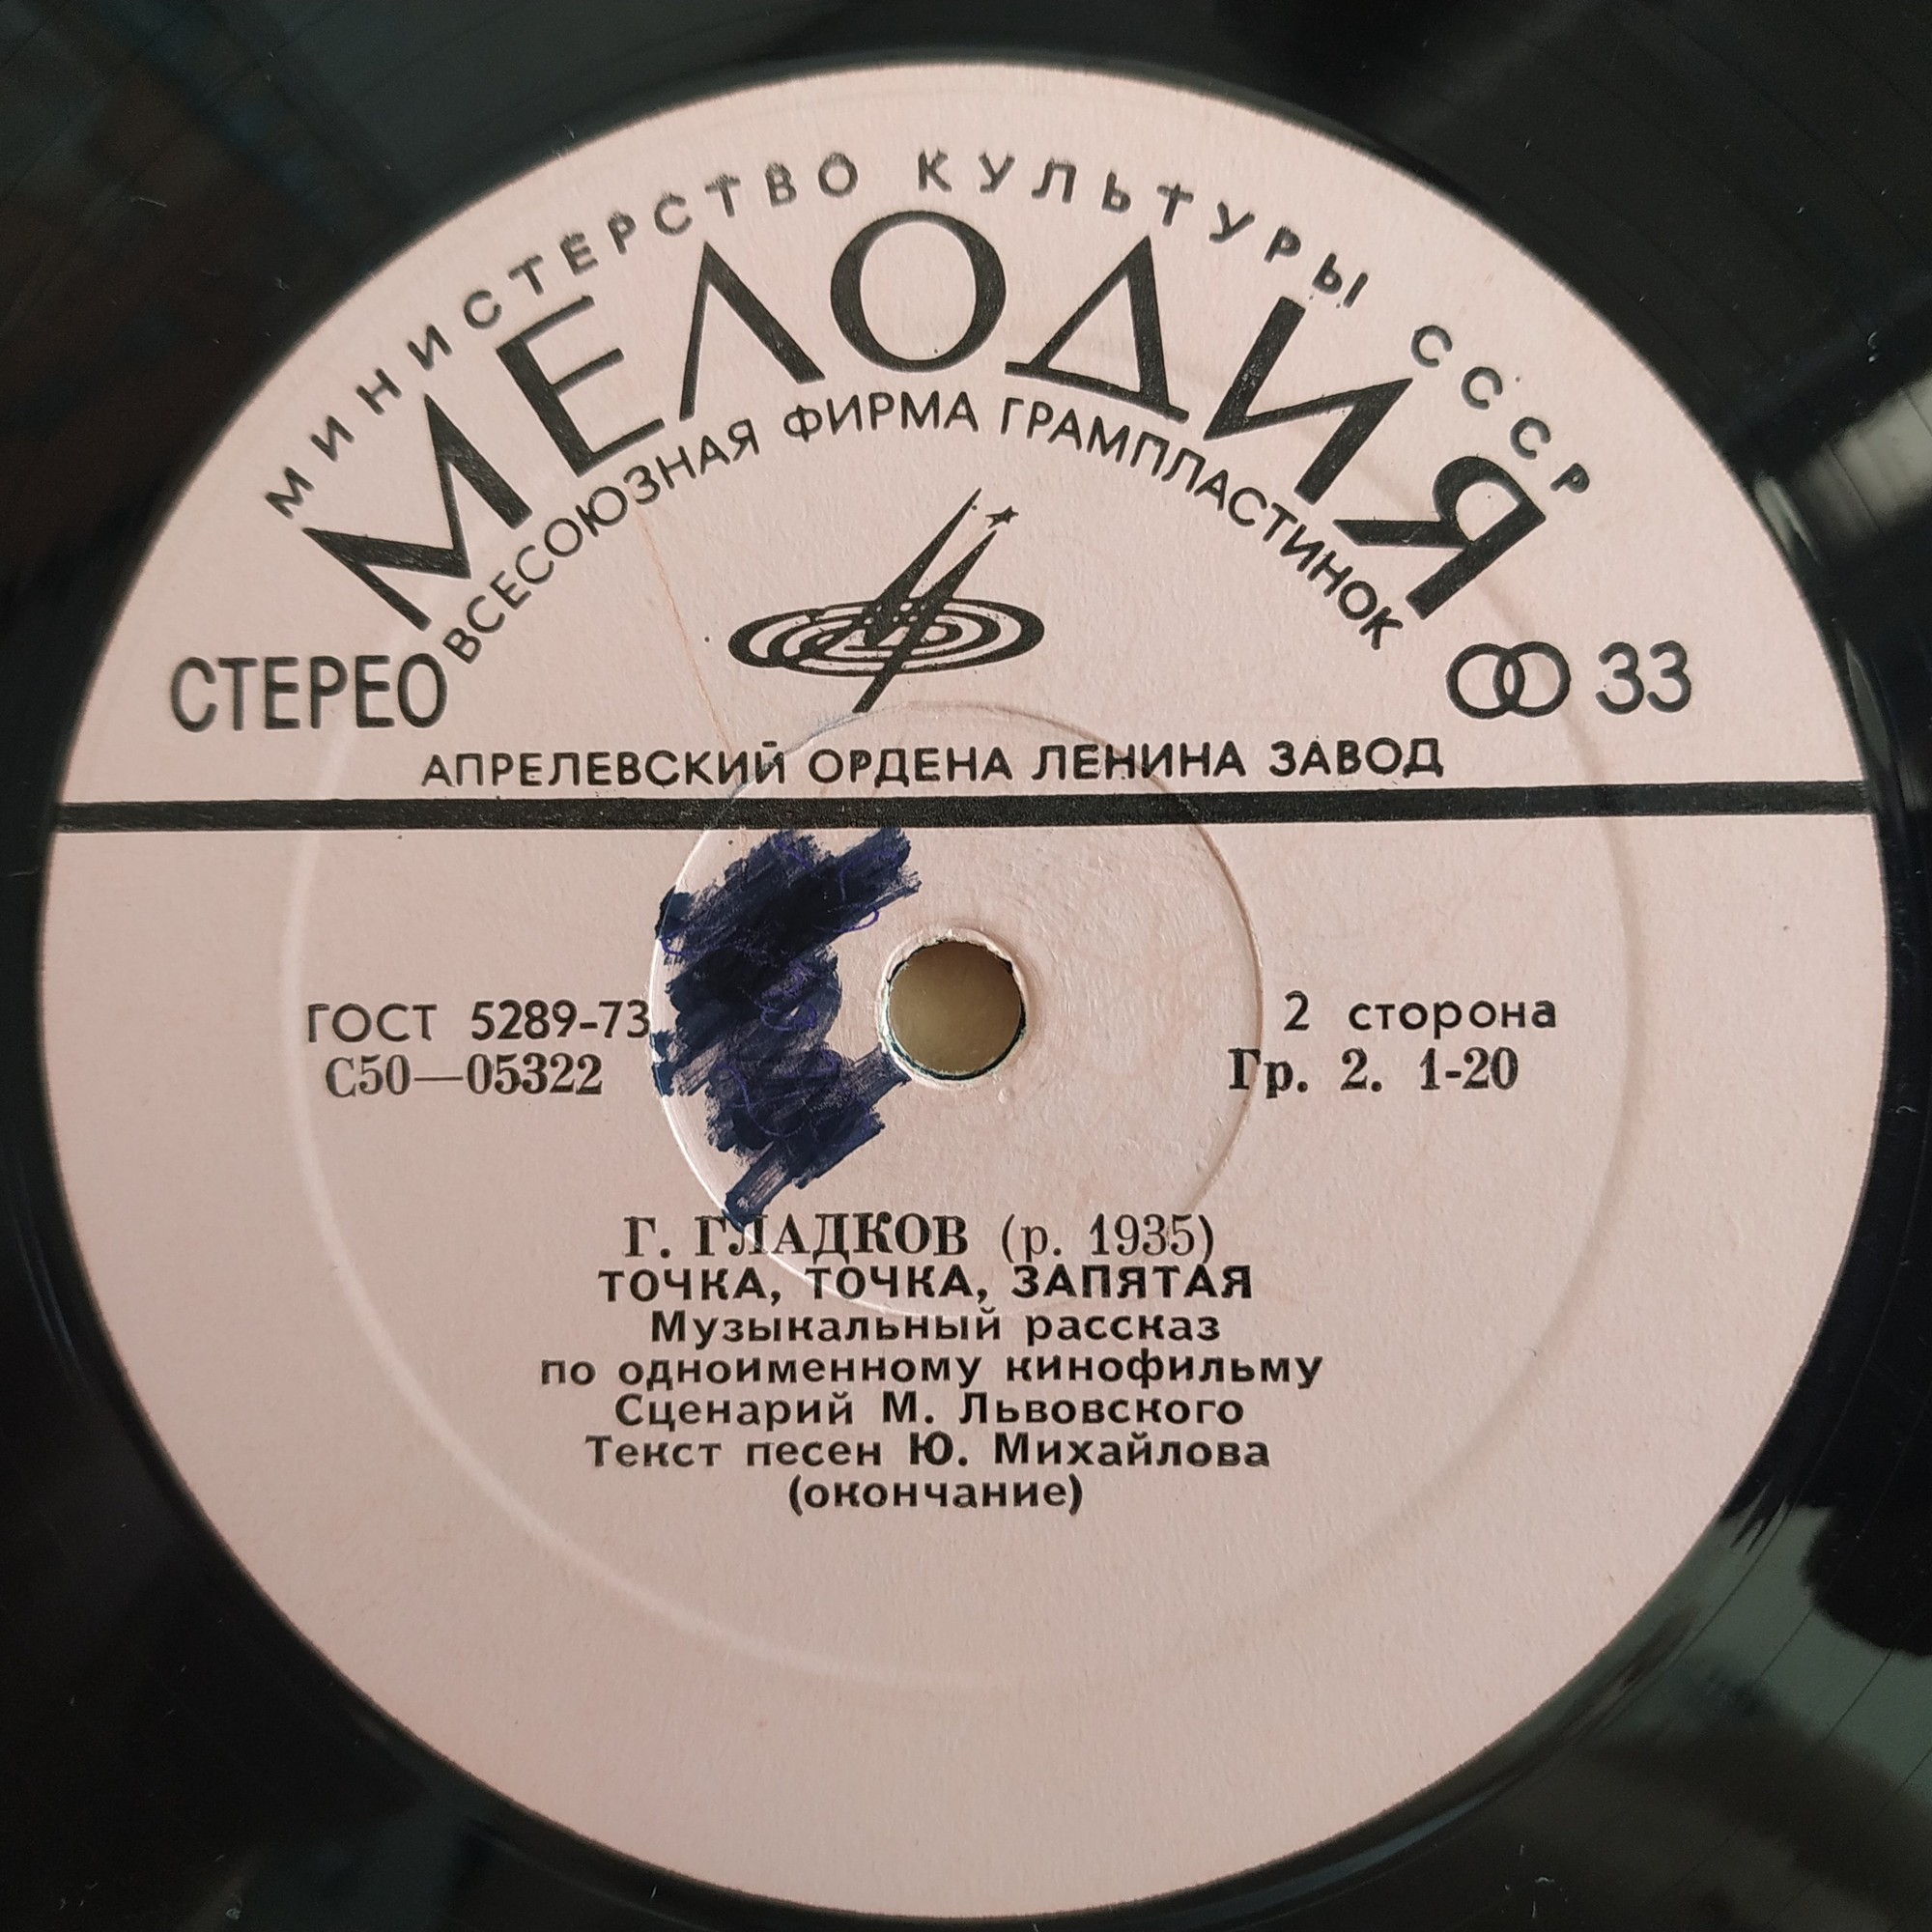 МИНИСТЕРСТВО КУЛЬТУРЫ СССР
МЕЛОДИЯ
ВСЕСОЮЗНАЯ ФИРМА ГРАМПЛАСТИНОК
СТЕРЕО
33
АПРЕЛЕВСКИЙ ОРДЕНА ЛЕНИНА ЗАВОД
ГОСТ 5289-73
С50—05322
2 сторона
Гр. 2. 1-20
Г. ГЛАДКОВ (р. 1935)
ТОЧКА, ТОЧКА, ЗАПЯТАЯ
Музыкальный рассказ
по одноименному кинофильму
Сценарий М. Львовского
Текст песен Ю. Михайлова
(окончание)